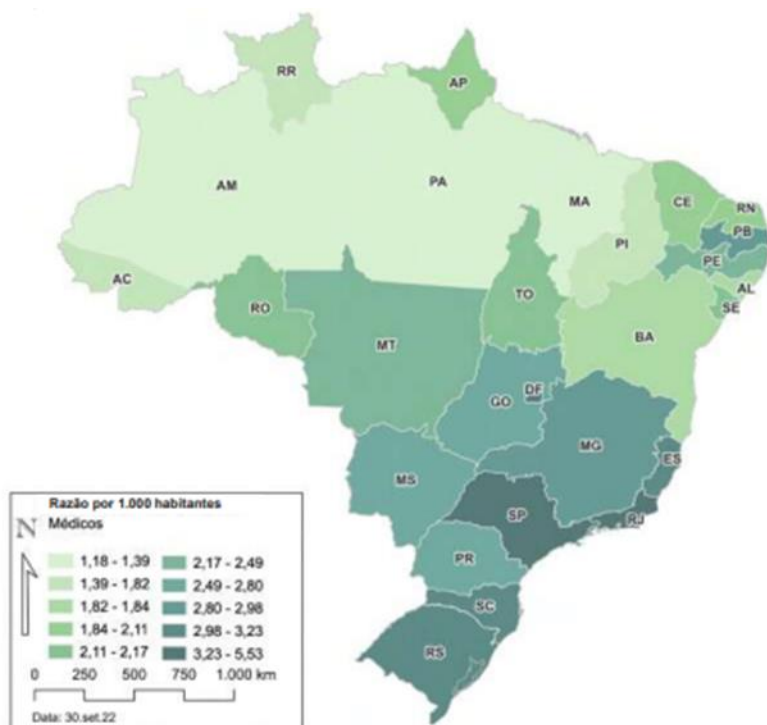 RR
AP
AM
PA
MA
CE
RN
PB
PI
PE
AC
AL
TO
SE
RO
BA
MT
DF
GO
MG
ES
MS
SP
RJ
PR
SC
RS
Razão por 1.000 habitantes
N Médicos
1,18 - 1,39 2,17 - 2,49
1,39 - 1,82 2,49 - 2,80
1,82 - 1,84 2,80 - 2,98
1,84 - 2,11 2,98 - 3,23
2,11 - 2,17 3,23 - 5,53
0 250 500 750 1.000 km
Data: 30.set.22